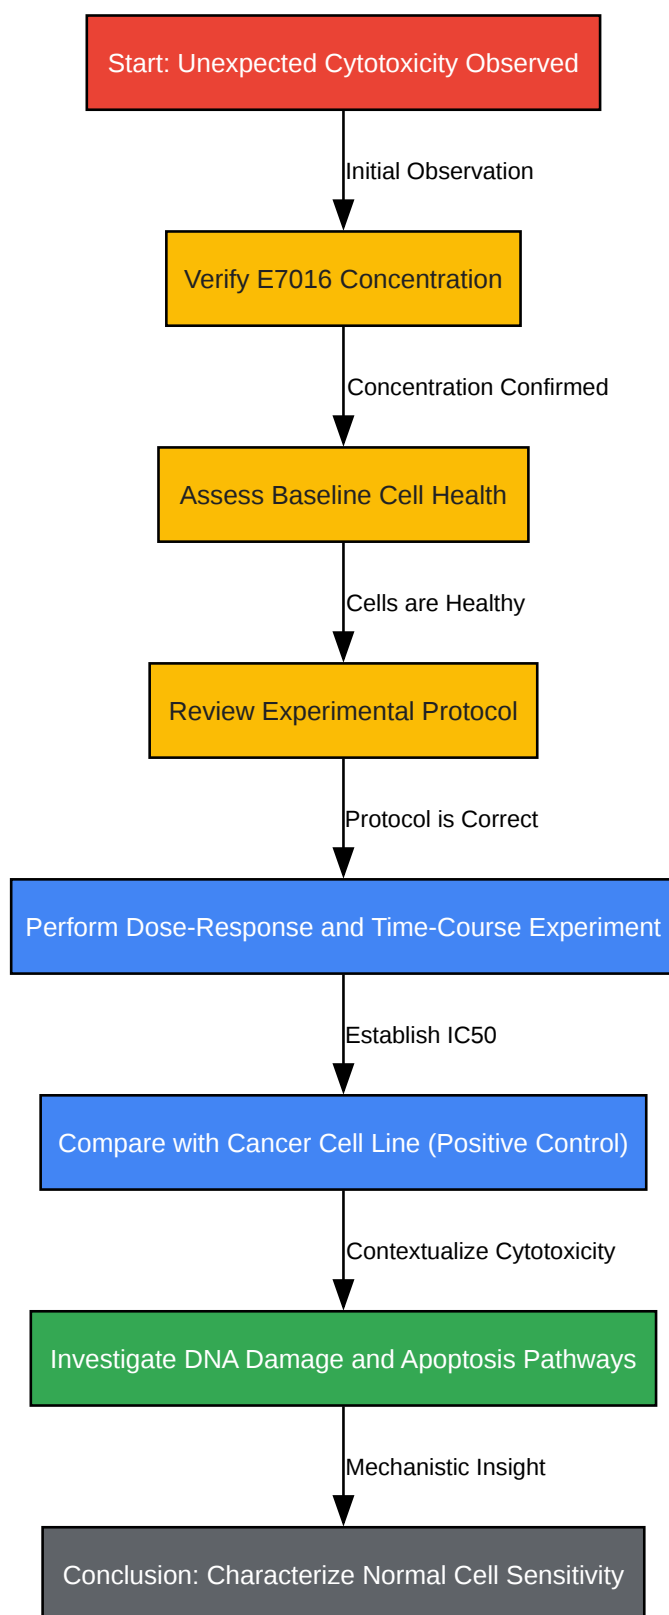 Start: Unexpected Cytotoxicity Observed
Initial Observation
Verify E7016 Concentration
Concentration Confirmed
Assess Baseline Cell Health
Cells are Healthy
Review Experimental Protocol
Protocol is Correct
Perform Dose-Response and Time-Course Experiment
Establish IC50
Compare with Cancer Cell Line (Positive Control)
Contextualize Cytotoxicity
Investigate DNA Damage and Apoptosis Pathways
Mechanistic Insight
Conclusion: Characterize Normal Cell Sensitivity